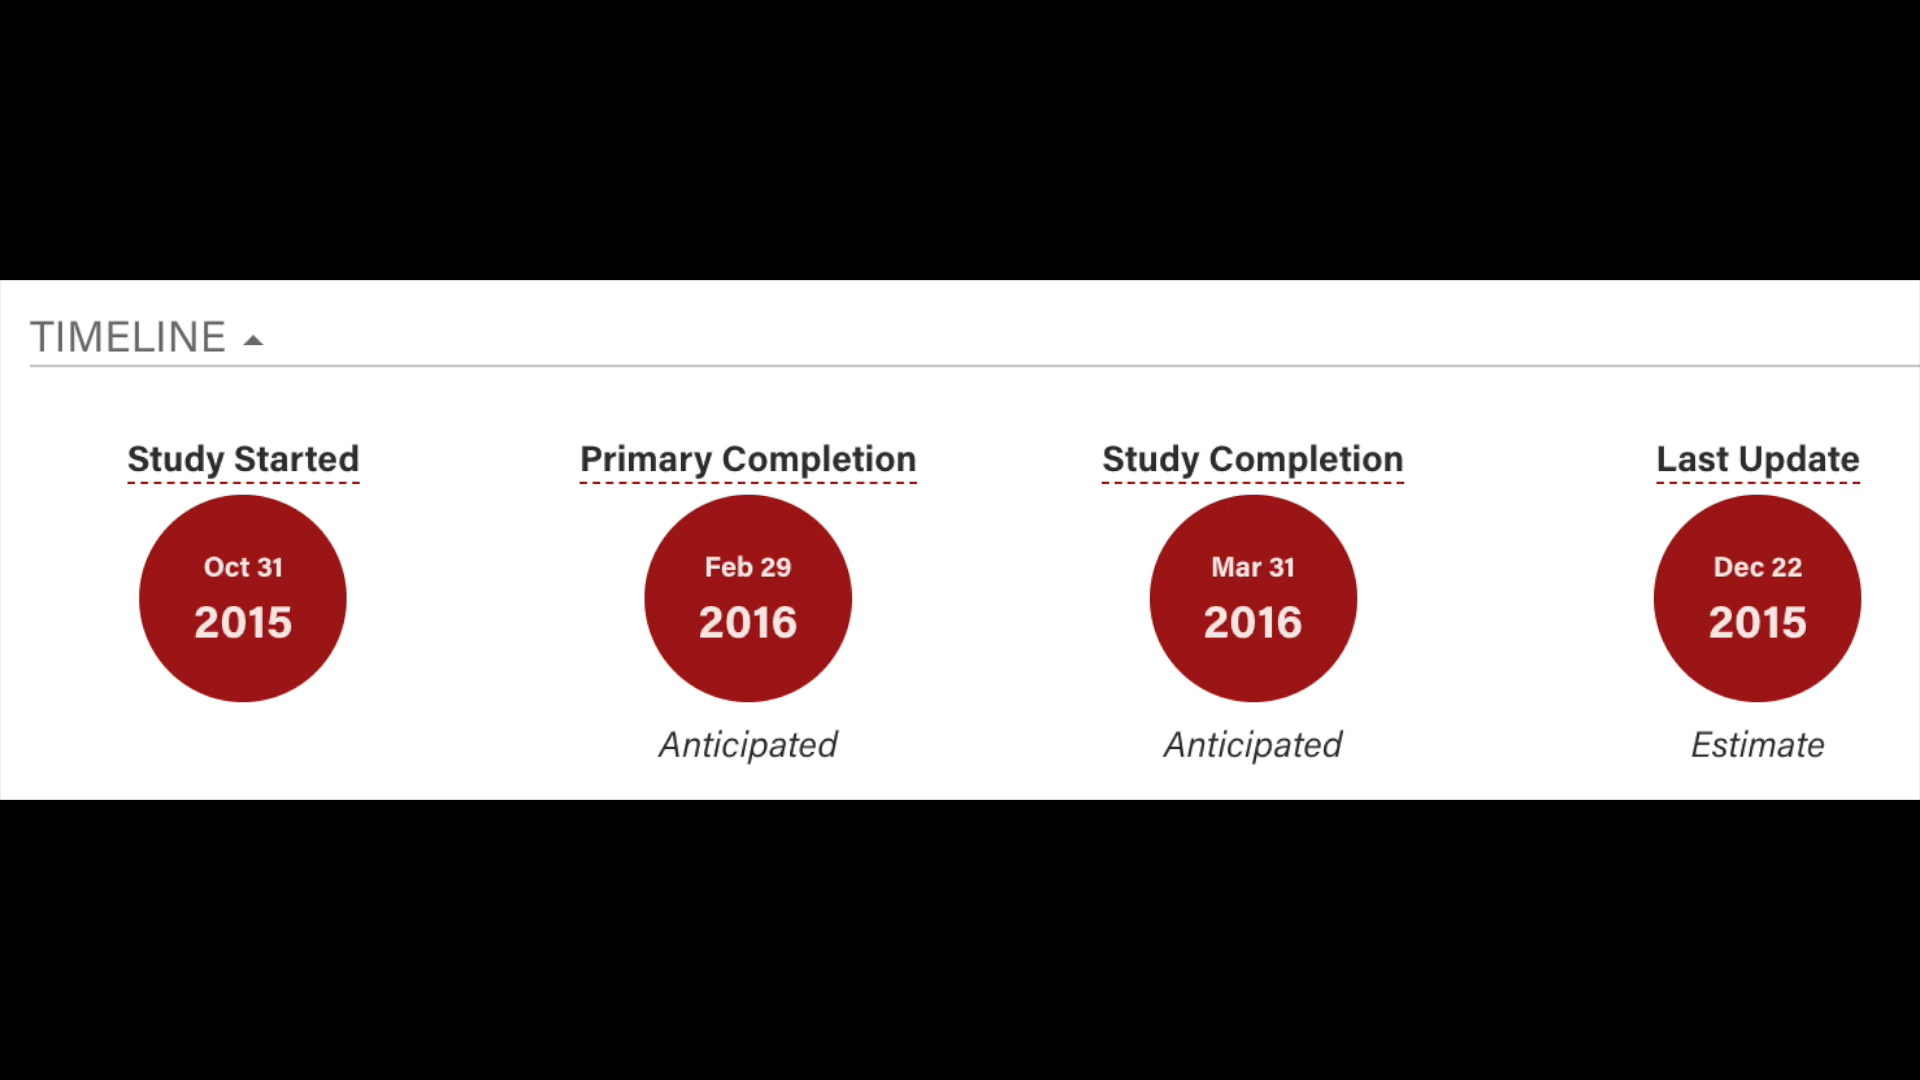 TIMELINE
Study Started
Oct 31
2015
Primary Completion
Feb 29
2016
Anticipated
Study Completion
Mar 31
2016
Anticipated
Last Update
Dec 22
2015
Estimate